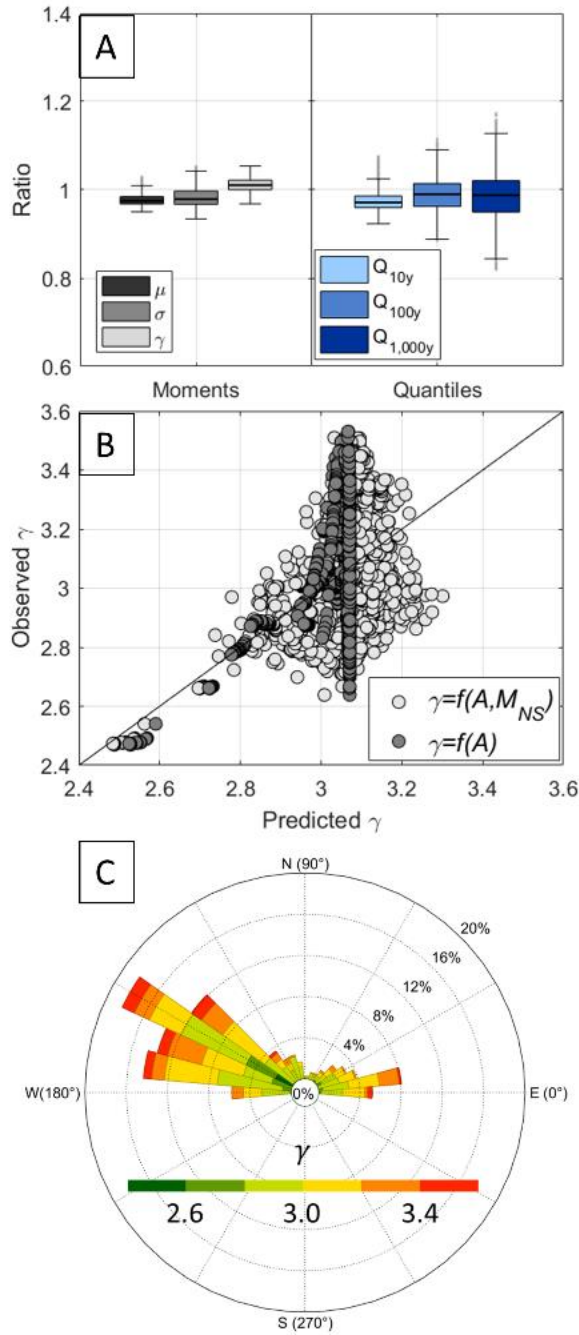 A
1.4
1.2
1
0.8
0.6
Ratio
μ
σ
γ
Q10y
Q100y
Q1,000y
Moments
Quantiles
B
3.6
3.4
3.2
3.0
2.8
2.6
2.4
Observed γ
γ=f(A,MNS)
γ=f(A)
2.4 2.6 2.8 3.0 3.2 3.4 3.6
Predicted γ
C
N (90°)
20%
16%
12%
8%
4%
0%
W(180°)
E (0°)
γ
2.6 3.0 3.4
S (270°)